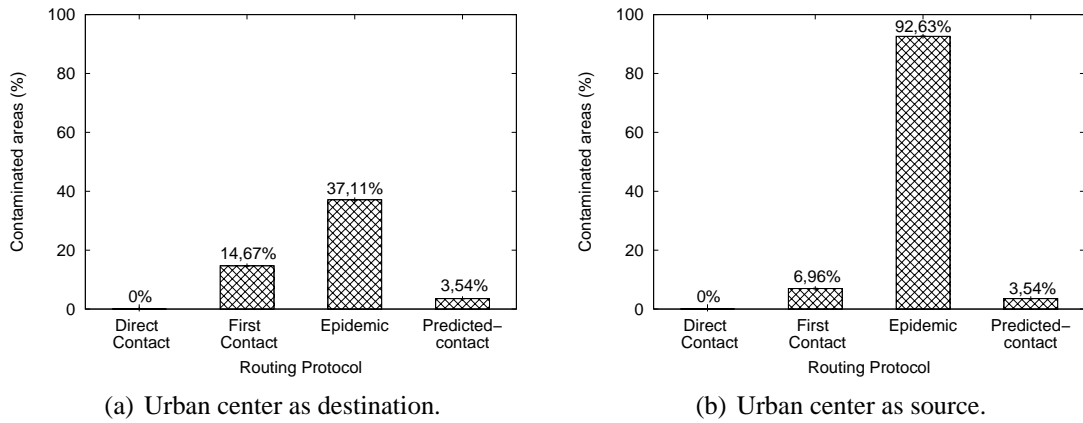 100
80
60
40
20
0
Contaminated areas (%)
0%
14,67%
37,11%
3,54%
Direct
Contact
First
Contact
Epidemic
Predicted−
contact
Routing Protocol
(a) Urban center as destination.
100
80
60
40
20
0
Contaminated areas (%)
0%
6,96%
92,63%
3,54%
Direct
Contact
First
Contact
Epidemic
Predicted−
contact
Routing Protocol
(b) Urban center as source.